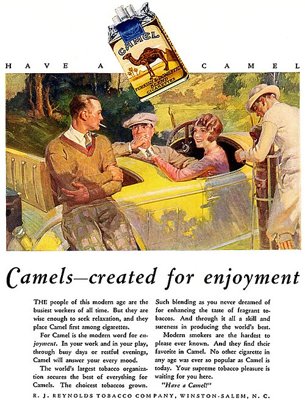 HAVE A CAMEL
CAMEL
Camels—created for enjoyment
THE people of this modern age are the
busiest workers of all time. But they are
wise enough to seek relaxation, and they
place Camel first among cigarettes.
For Camel is the modern word for en-
joyment. In your work and in your play,
through busy days or restful evenings,
Camel will answer your every mood.
The world's largest tobacco organiza-
tion secures the best of everything for
Camels. The choicest tobaccos grown.
Such blending as you never dreamed of
for enhancing the taste of fragrant to-
baccos. And through it all a skill and
sureness in producing the world's best.
Modern smokers are the hardest to
please ever known. And they find their
favorite in Camel. No other cigarette in
any age was ever so popular as Camel is
today. Your supreme tobacco pleasure is
waiting for you here.
"Have a Camel!"
R. J. REYNOLDS TOBACCO COMPANY, WINSTON-SALEM, N. C.